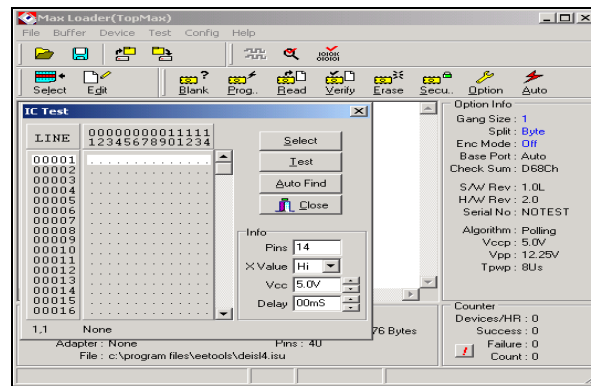 Max Loader(TopMax)
File Buffer Device Test Config Help
Select Edit Blank Prog.. Read Verify Erase Secu.. Option Auto
IC Test
LINE
00000000011111
12345678901234
00001
00002
00003
00004
00005
00006
00007
00008
00009
00010
00011
00012
00013
00014
00015
00016
1,1 None
Select
Test
Auto Find
Close
Info
Pins 14
X Value Hi
Vcc 5.0V
Delay 00mS
Option Info
Gang Size : 1
Split : Byte
Enc Mode : Off
Base Port : Auto
Check Sum : D68Ch
S/W Rev : 1.0L
H/W Rev : 2.0
Serial No : NOTEST
Algorithm : Polling
Vccp : 5.0V
Vpp : 12.25V
Tpwp : 8Us
76 Bytes
Adapter : None Pins : 40
File : c:\program files\eetools\deisl4.isu
Counter
Devices/HR : 0
Success : 0
Failure : 0
Count : 0